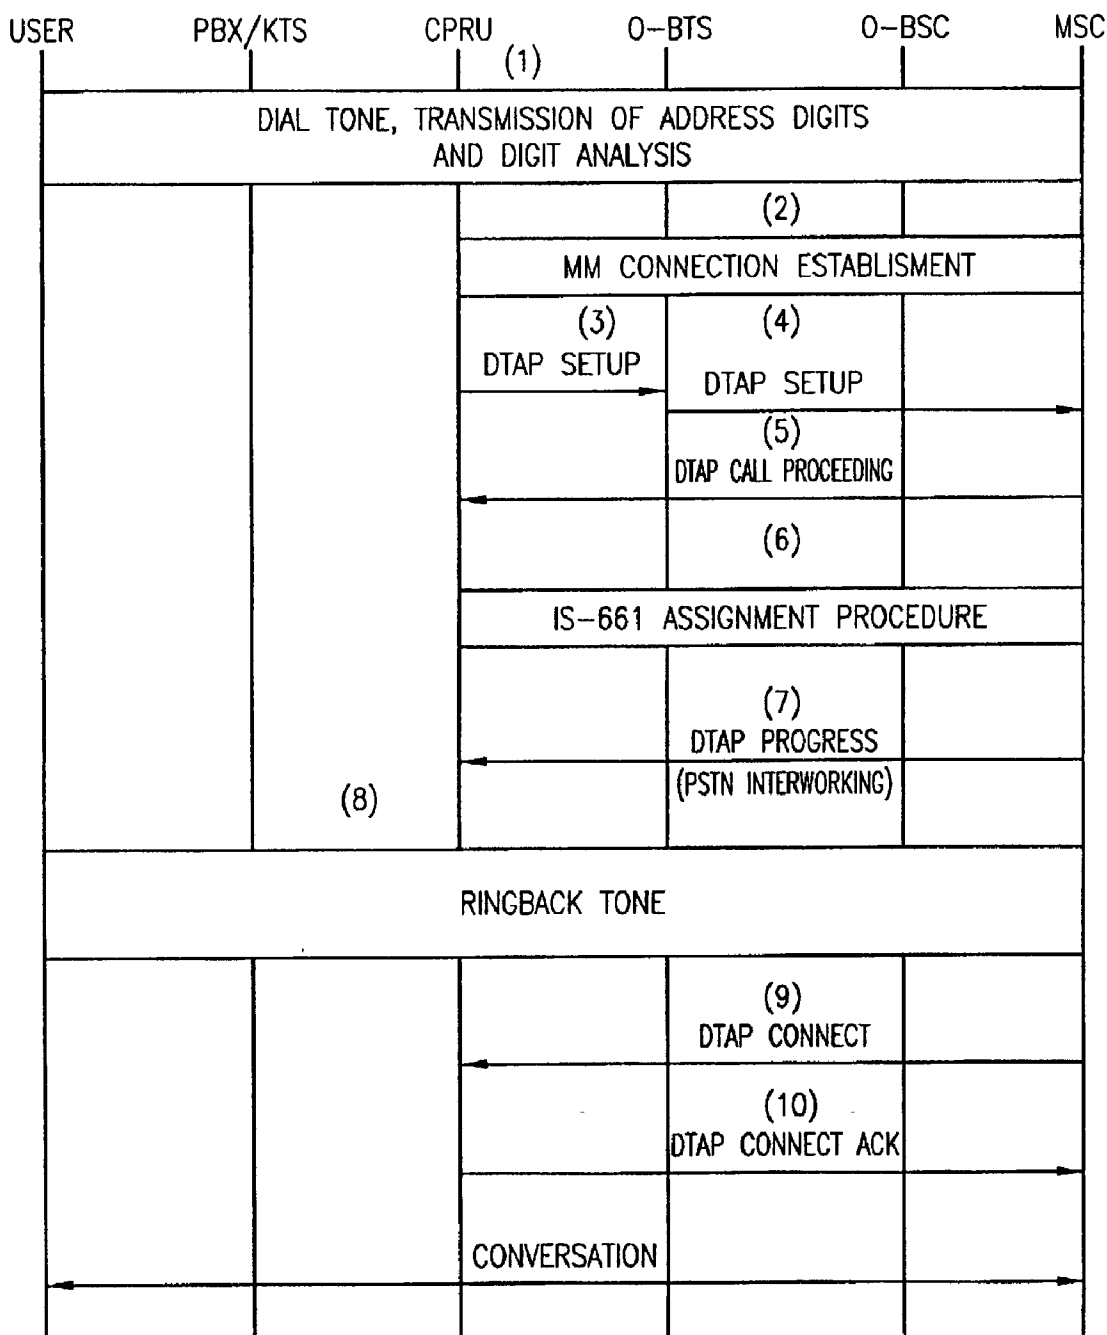 USER PBX/KTS CPRU O-BTS O-BSC MSC
(1)
DIAL TONE, TRANSMISSION OF ADDRESS DIGITS
AND DIGIT ANALYSIS
(2)
MM CONNECTION ESTABLISMENT
(3) (4)
DTAP SETUP
DTAP SETUP
(5)
DTAP CALL PROCEEDING
(6)
IS-661 ASSIGNMENT PROCEDURE
(7)
DTAP PROGRESS
(PSTN INTERWORKING)
(8)
RINGBACK TONE
(9)
DTAP CONNECT
(10)
DTAP CONNECT ACK
CONVERSATION